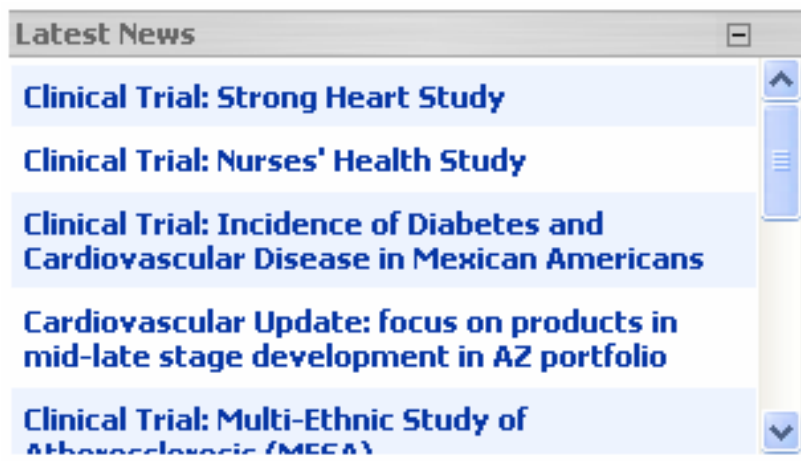 Latest News
Clinical Trial: Strong Heart Study
Clinical Trial: Nurses' Health Study
Clinical Trial: Incidence of Diabetes and
Cardiovascular Disease in Mexican Americans
Cardiovascular Update: focus on products in
mid-late stage development in AZ portfolio
Clinical Trial: Multi-Ethnic Study of
Atherosclerosis (MESA)